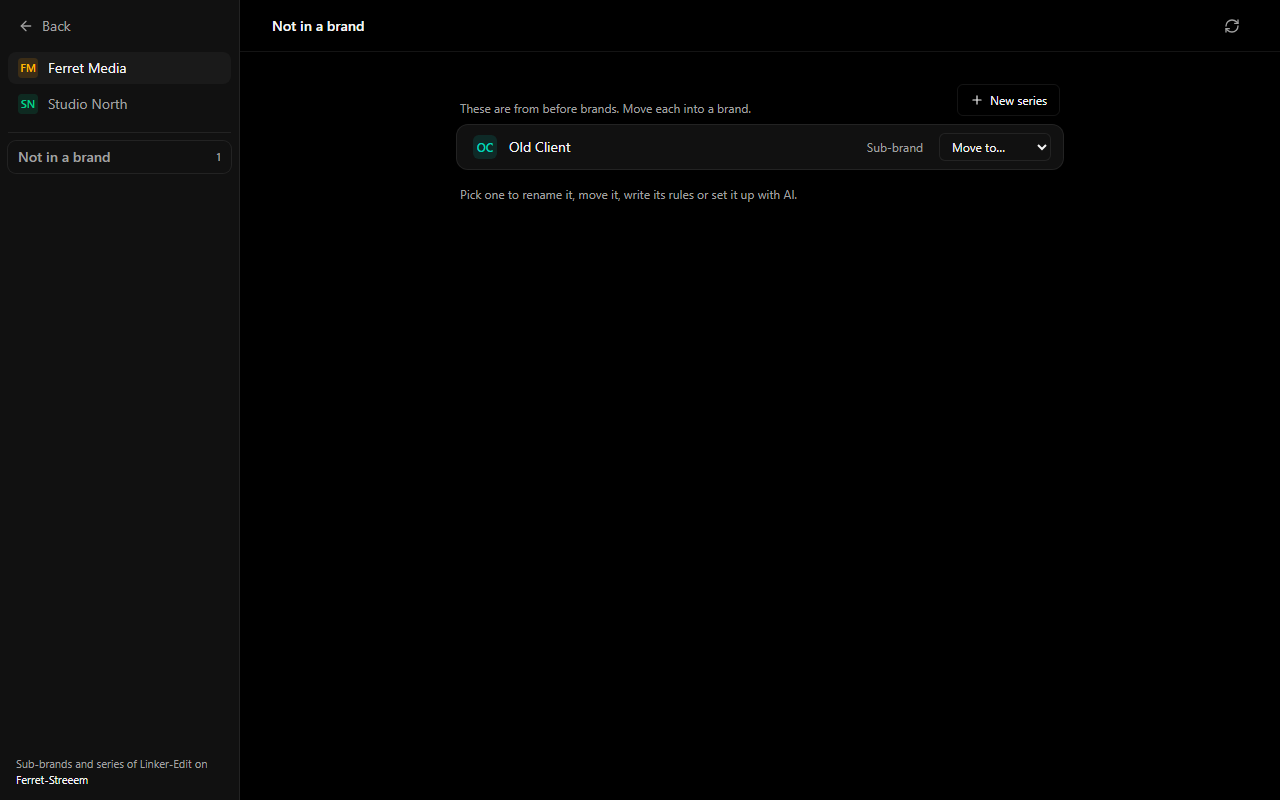 Back
FM Ferret Media
SN Studio North
Not in a brand 1
Sub-brands and series of Linker-Edit on
Ferret-Streeem
Not in a brand
These are from before brands. Move each into a brand.
New series
OC Old Client Sub-brand Move to...
Pick one to rename it, move it, write its rules or set it up with AI.